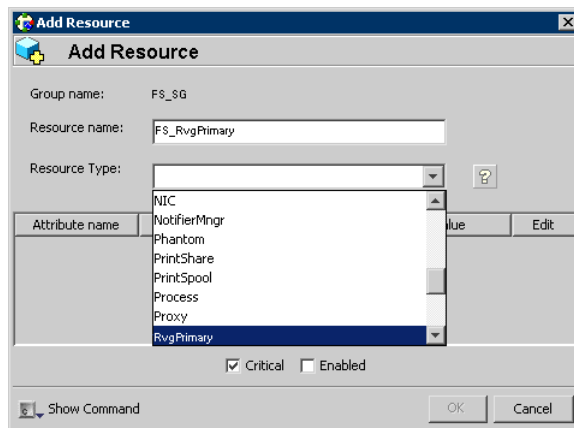 Add Resource
Add Resource
Group name: FS_SG
Resource name: FS_RvgPrimary
Resource Type:
NIC
NotifierMngr
Phantom
PrintShare
PrintSpool
Process
Proxy
RvgPrimary
Attribute name lue Edit
Critical Enabled
Show Command OK Cancel